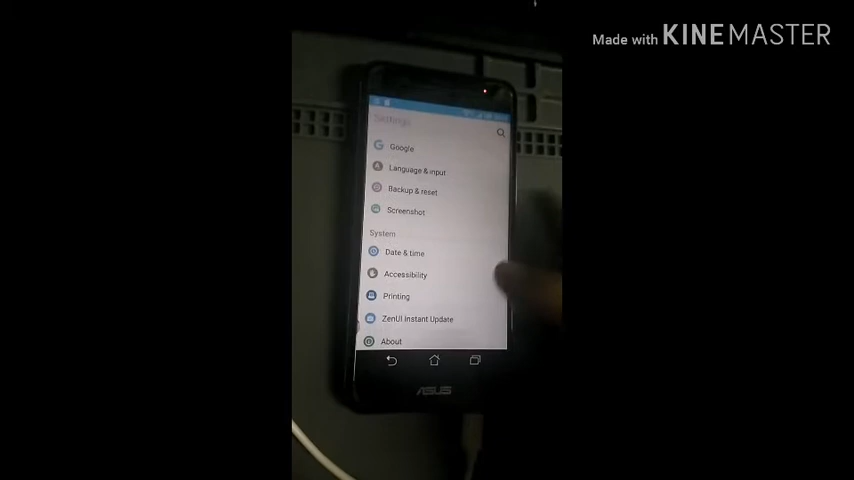 Made with KINEMASTER
Settings
Google
Language & input
Backup & reset
Screenshot
System
Date & time
Accessibility
Printing
ZenUI Instant Update
About
ASUS